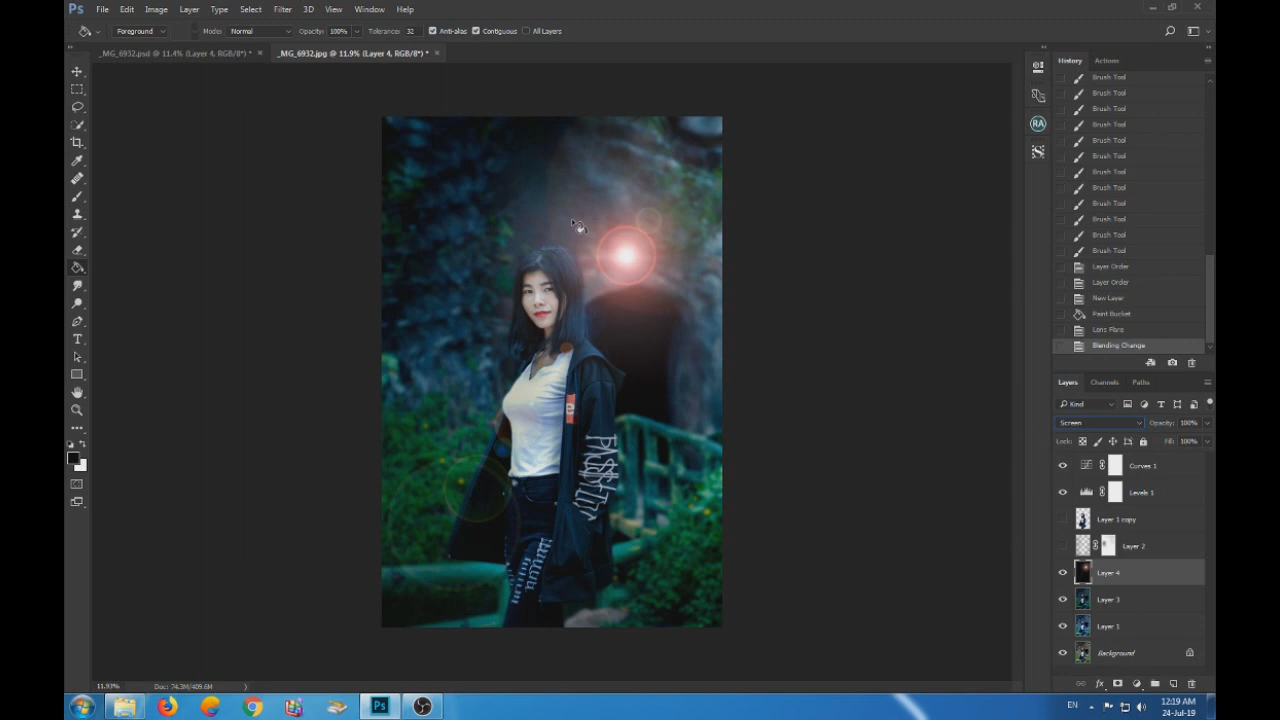 Ps File Edit Image Layer Type Select Filter 3D View Window Help
Foreground Mode: Normal Opacity: 100% Tolerance: 32 Anti-alias Contiguous All Layers
_MG_6932.psd @ 11.4% (Layer 4, RGB/8*) * × _MG_6932.jpg @ 11.9% (Layer 4, RGB/8*) * ×
History Actions
Brush Tool
Brush Tool
Brush Tool
Brush Tool
Brush Tool
Brush Tool
Brush Tool
Brush Tool
Brush Tool
Brush Tool
Brush Tool
Brush Tool
Layer Order
Layer Order
New Layer
Paint Bucket
Lens Flare
Blending Change
RA
Layers Channels Paths
Kind
Screen Opacity: 100%
Lock: Fill: 100%
Curves 1
Levels 1
Layer 1 copy
Layer 2
Layer 4
Layer 3
Layer 1
Background
fx
11.93% Doc: 74.3M/409.6M
Ps EN 12:19 AM
24-Jul-19